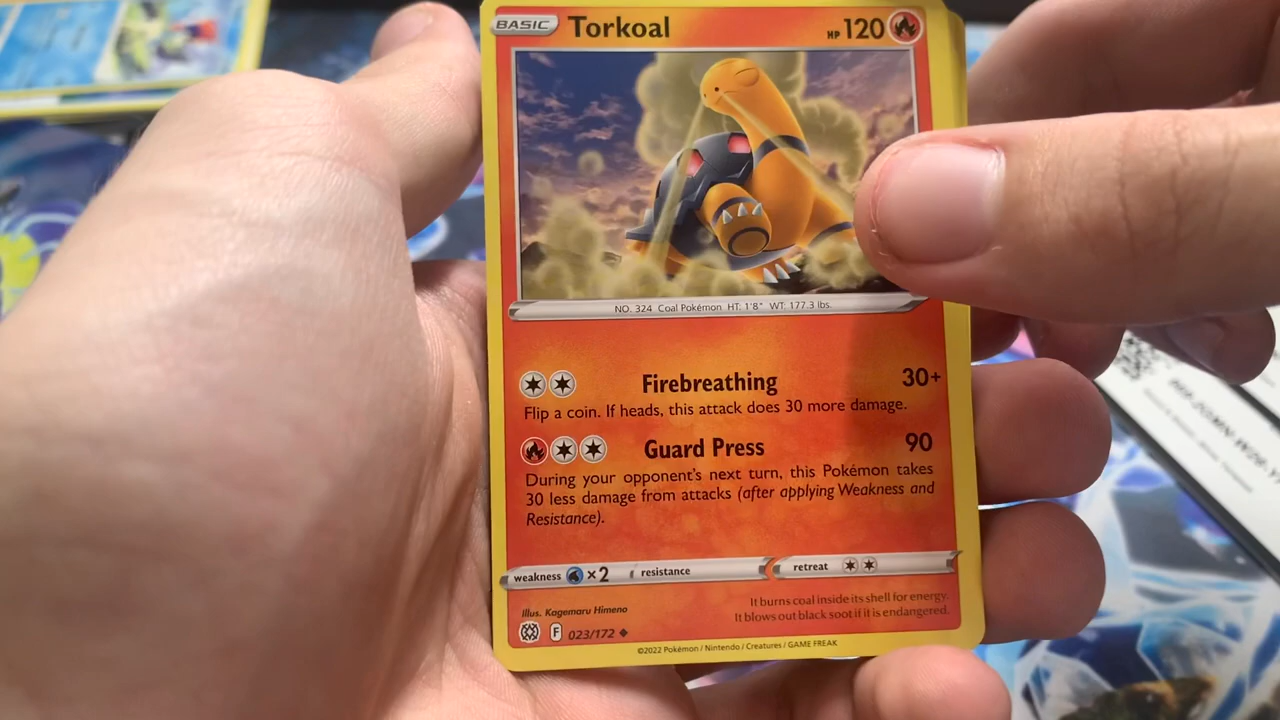 BASIC Torkoal HP 120
NO. 324 Coal Pokémon HT: 1'8" WT: 177.3 lbs.
Firebreathing 30+
Flip a coin. If heads, this attack does 30 more damage.
Guard Press 90
During your opponent's next turn, this Pokémon takes
30 less damage from attacks (after applying Weakness and
Resistance).
weakness ×2 resistance retreat
It burns coal inside its shell for energy.
It blows out black soot if it is endangered.
Illus. Kagemaru Himeno
F 023/172
©2022 Pokémon / Nintendo / Creatures / GAME FREAK